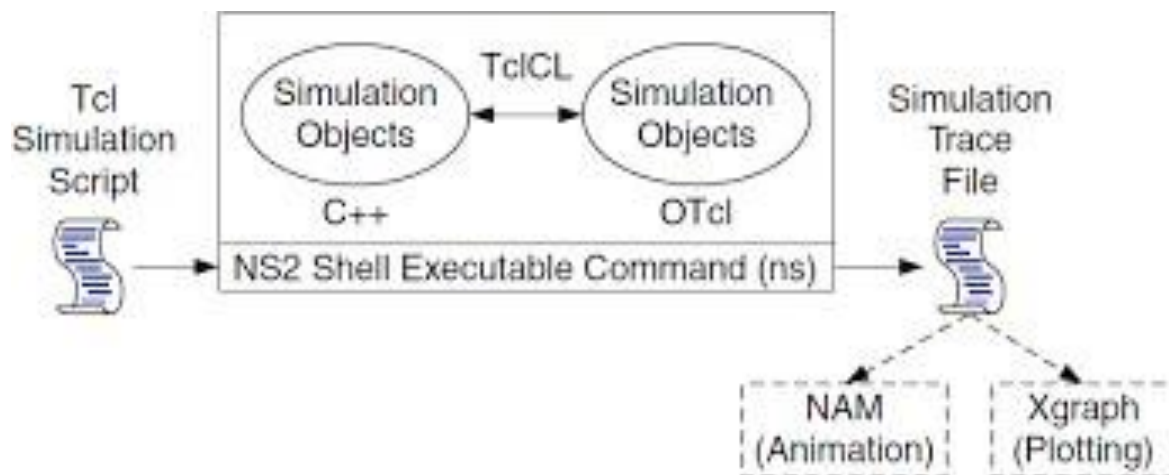 Tcl
Simulation
Script
Simulation
Objects
C++
TclCL
Simulation
Objects
OTcl
NS2 Shell Executable Command (ns)
Simulation
Trace
File
NAM
(Animation)
Xgraph
(Plotting)